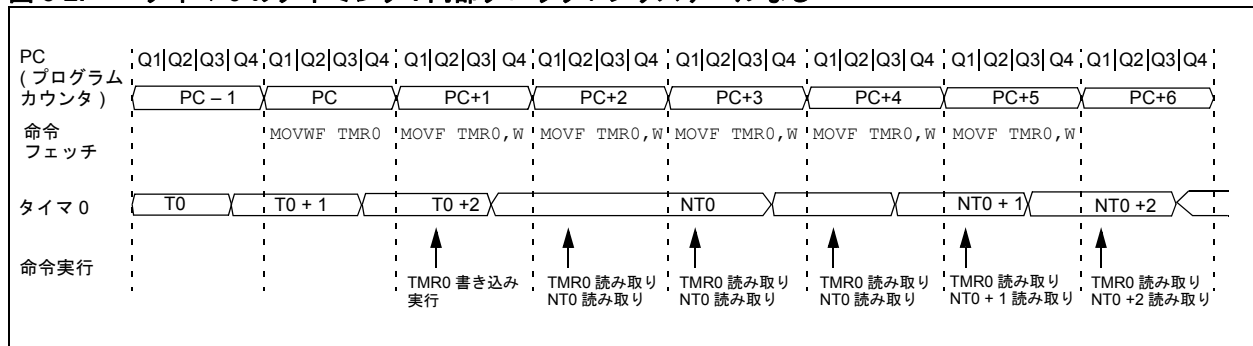 PC
(プログラム
カウンタ)
Q1|Q2|Q3|Q4 Q1|Q2|Q3|Q4 Q1|Q2|Q3|Q4 Q1|Q2|Q3|Q4 Q1|Q2|Q3|Q4 Q1|Q2|Q3|Q4 Q1|Q2|Q3|Q4 Q1|Q2|Q3|Q4
PC – 1 PC PC+1 PC+2 PC+3 PC+4 PC+5 PC+6
命令
フェッチ
MOVWF TMR0 MOVF TMR0,W MOVF TMR0,W MOVF TMR0,W MOVF TMR0,W MOVF TMR0,W
タイマ 0
T0 T0 + 1 T0 +2 NT0 NT0 + 1 NT0 +2
命令実行
TMR0 書き込み
実行
TMR0 読み取り
NT0 読み取り
TMR0 読み取り
NT0 読み取り
TMR0 読み取り
NT0 読み取り
TMR0 読み取り
NT0 + 1 読み取り
TMR0 読み取り
NT0 +2 読み取り